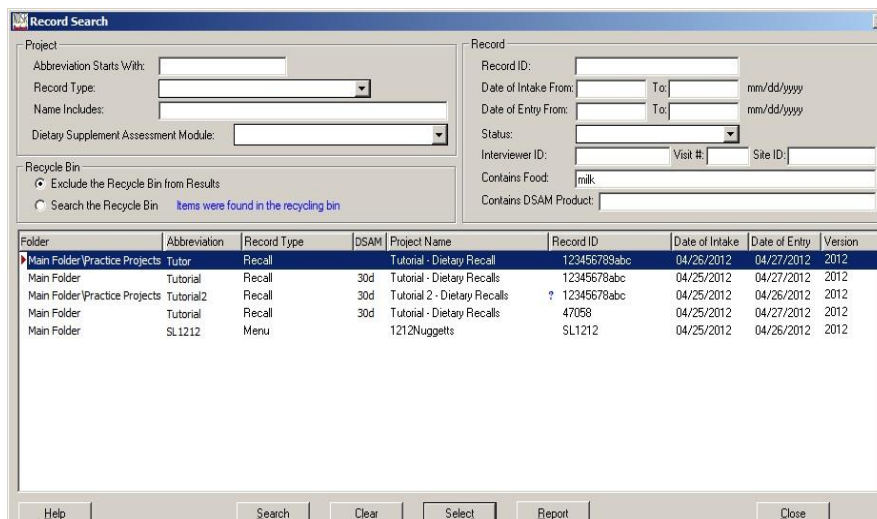 Record Search
Project
Abbreviation Starts With:
Record Type:
Name Includes:
Dietary Supplement Assessment Module:
Recycle Bin
Exclude the Recycle Bin from Results
Search the Recycle Bin Items were found in the recycling bin
Record
Record ID:
Date of Intake From: To: mm/dd/yyyy
Date of Entry From: To: mm/dd/yyyy
Status:
Interviewer ID: Visit #: Site ID:
Contains Food: milk
Contains DSAM Product:
Folder Abbreviation Record Type DSAM Project Name Record ID Date of Intake Date of Entry Version
Main Folder\Practice Projects Tutor Recall Tutorial - Dietary Recall 123456789abc 04/26/2012 04/27/2012 2012
Main Folder Tutorial Recall 30d Tutorial - Dietary Recalls 12345678abc 04/25/2012 04/27/2012 2012
Main Folder\Practice Projects Tutorial2 Recall 30d Tutorial 2 - Dietary Recalls ? 12345678abc 04/25/2012 04/26/2012 2012
Main Folder Tutorial Recall 30d Tutorial - Dietary Recalls 47058 04/25/2012 04/27/2012 2012
Main Folder SL1212 Menu 1212Nuggetts SL1212 04/25/2012 04/26/2012 2012
Help Search Clear Select Report Close